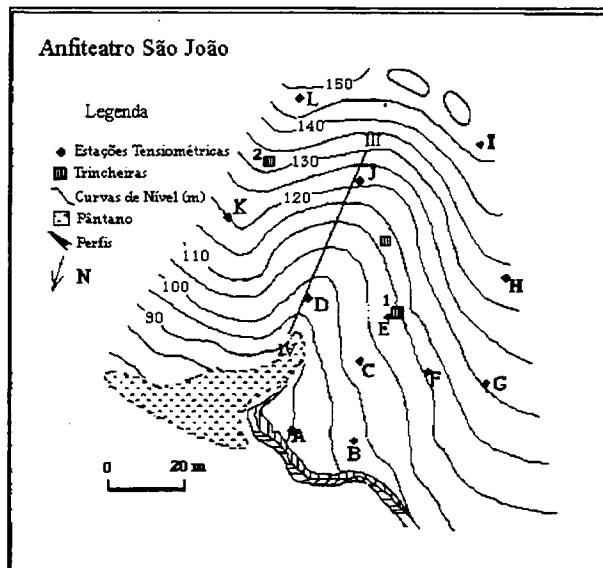 Anfiteatro São João
Legenda
Estações Tensiométricas
Trincheiras
Curvas de Nível (m)
Pântano
Perfis
N
150
L
140
III
I
2
130
J
K
120
110
H
100
D
1
E
90
C
F
G
A
B
0 20 m